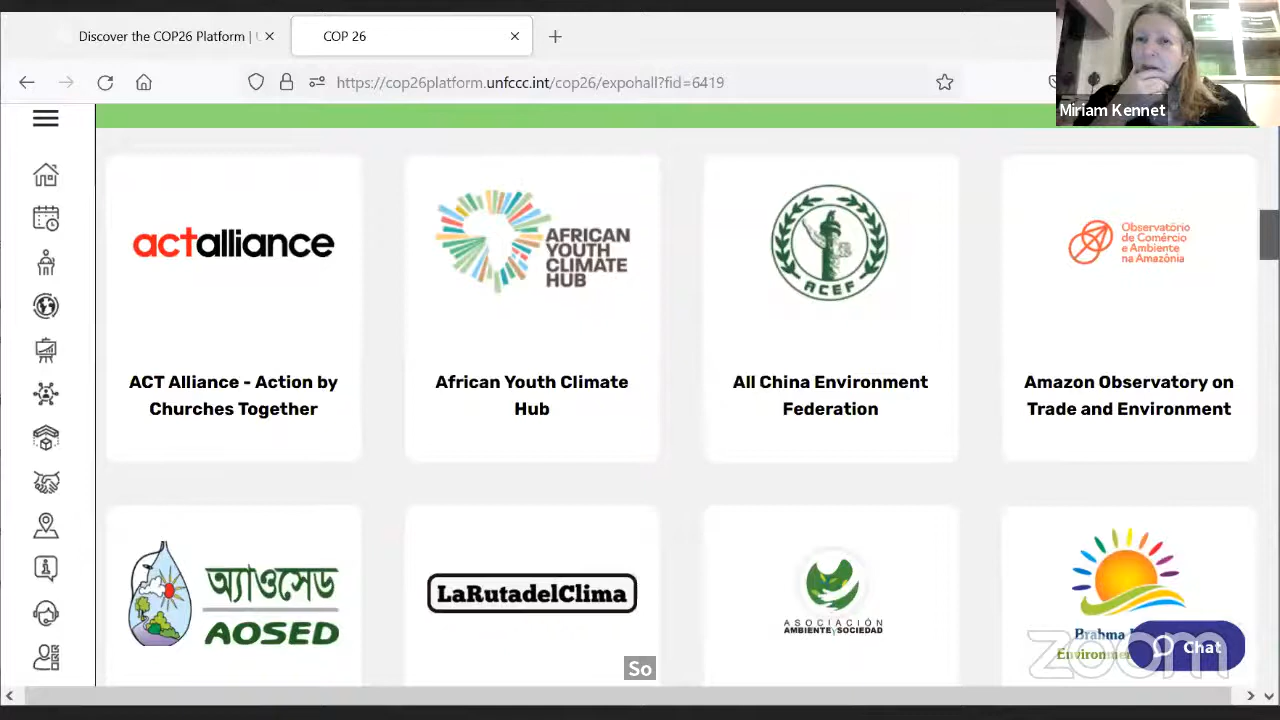 Discover the COP26 Platform | U
COP 26
https://cop26platform.unfccc.int/cop26/expohall?fid=6419
Miriam Kennet
actalliance
AFRICAN
YOUTH
CLIMATE
HUB
ACEF
Observatório
de Comércio
e Ambiente
na Amazônia
ACT Alliance - Action by
Churches Together
African Youth Climate
Hub
All China Environment
Federation
Amazon Observatory on
Trade and Environment
অ্যাওসেড
AOSED
LaRutadelClima
ASOCIACIÓN
AMBIENTE Y SOCIEDAD
Brahma
Environme
Chat
zoom
So